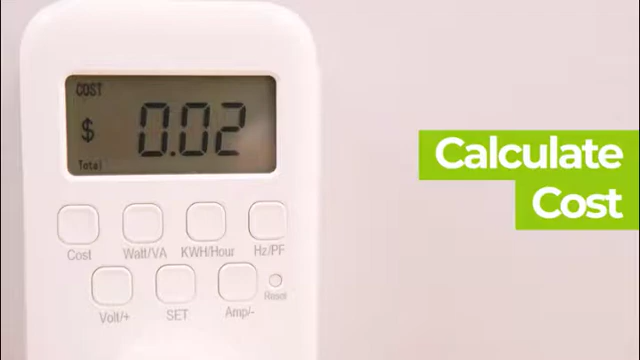 COST
$ 0.02
Total
Calculate
Cost
Cost Watt/VA KWH/Hour Hz/PF
Volt/+ SET Amp/- Reset